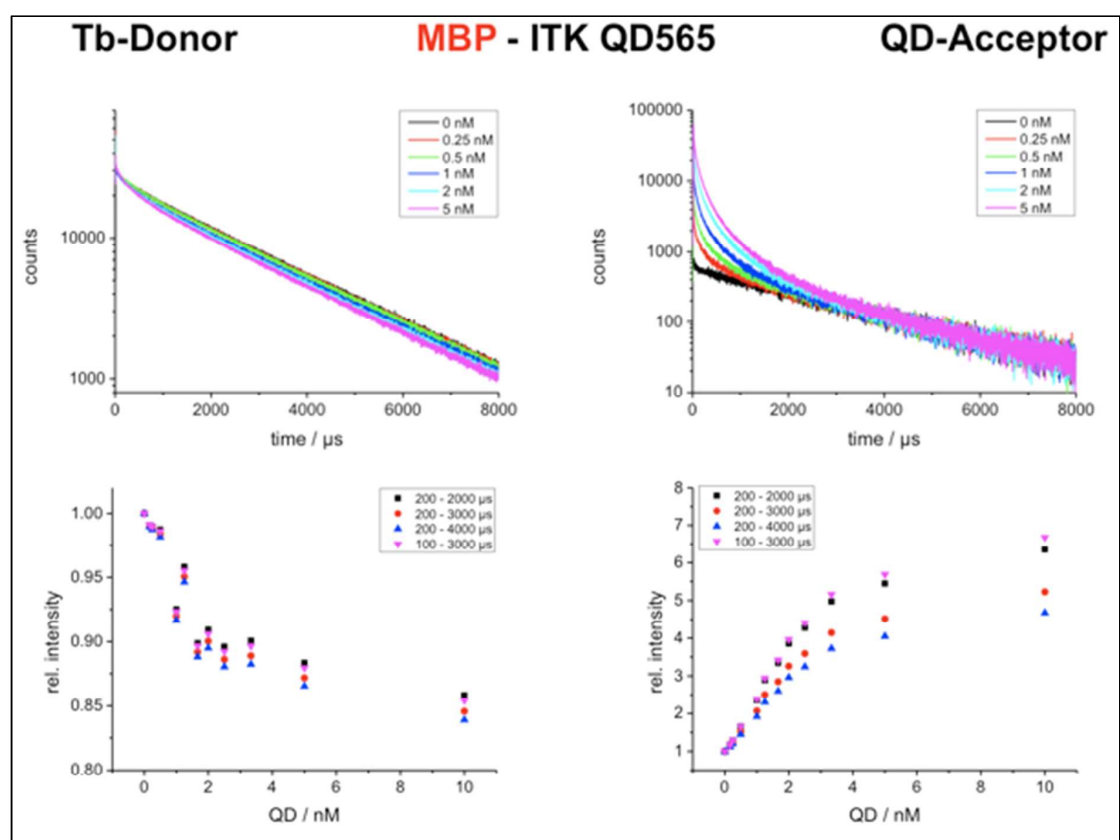 Tb-Donor MBP - ITK QD565 QD-Acceptor
0 nM
0.25 nM
0.5 nM
1 nM
2 nM
5 nM
10000
1000
counts
0 2000 4000 6000 8000
time / µs
0 nM
0.25 nM
0.5 nM
1 nM
2 nM
5 nM
100000
10000
1000
100
10
counts
0 2000 4000 6000 8000
time / µs
200 - 2000 µs
200 - 3000 µs
200 - 4000 µs
100 - 3000 µs
1.00
0.95
0.90
0.85
0.80
rel. intensity
0 2 4 6 8 10
QD / nM
200 - 2000 µs
200 - 3000 µs
200 - 4000 µs
100 - 3000 µs
8
7
6
5
4
3
2
1
rel. intensity
0 2 4 6 8 10
QD / nM